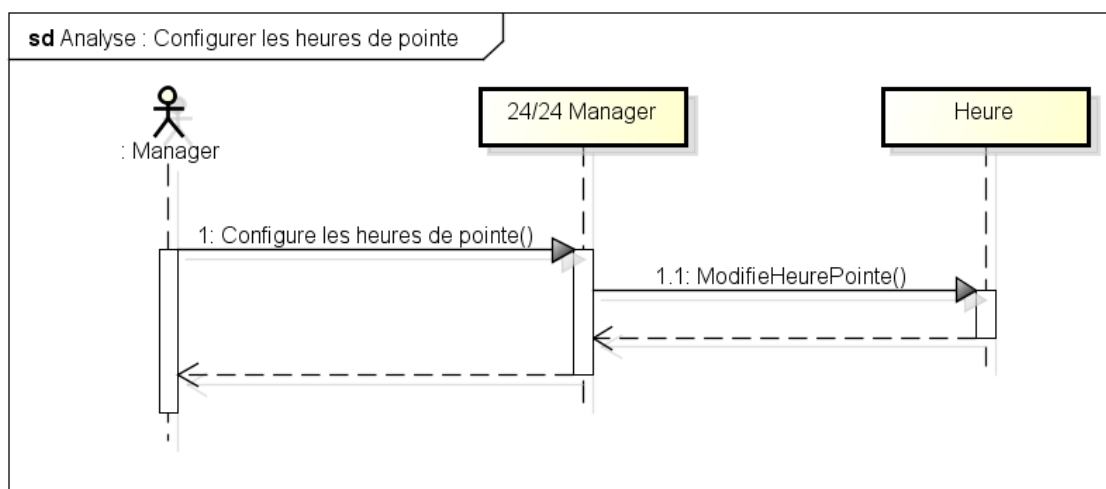 sd Analyse : Configurer les heures de pointe
24/24 Manager
Heure
: Manager
1: Configure les heures de pointe()
1.1: ModifieHeurePointe()